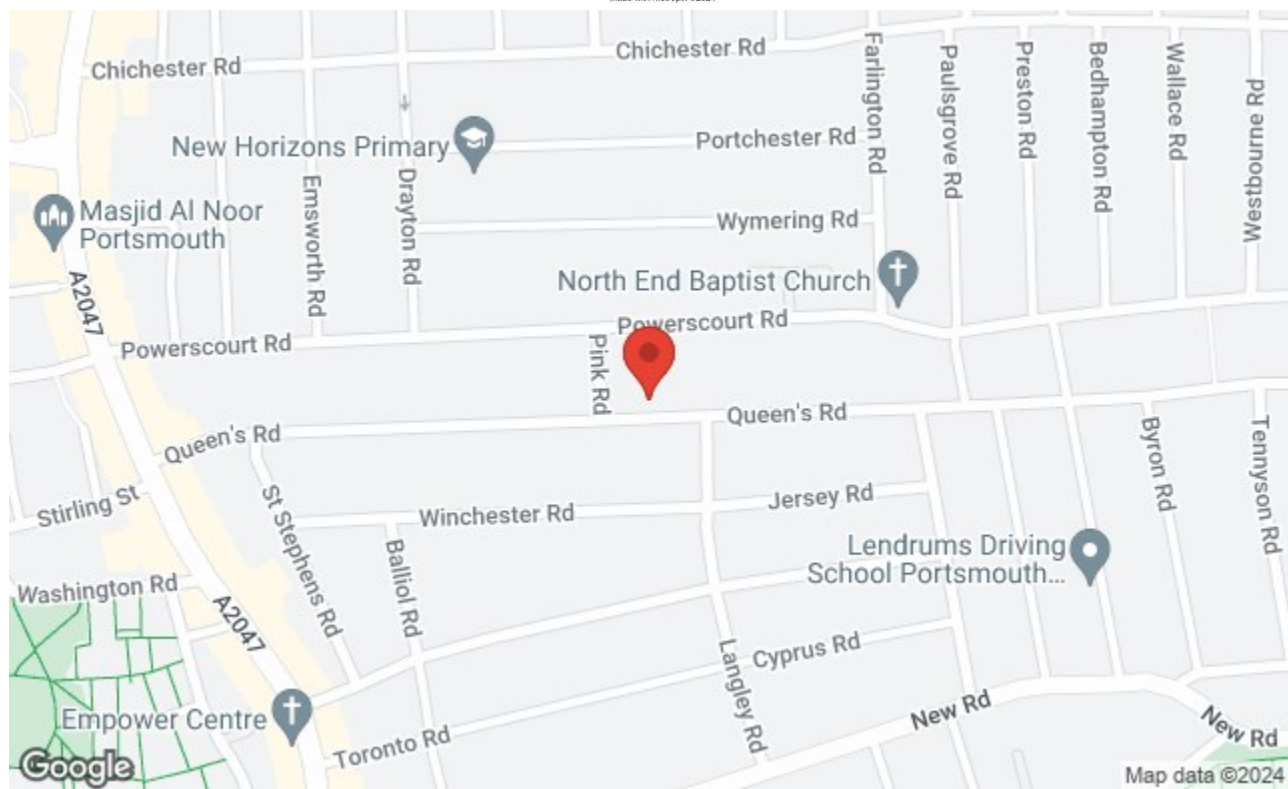 Chichester Rd
Chichester Rd
Farlington Rd
Paulsgrove Rd
Preston Rd
Bedhampton Rd
Wallace Rd
Westbourne Rd
New Horizons Primary
Portchester Rd
Emsworth Rd
Drayton Rd
Masjid Al Noor
Portsmouth
Wymering Rd
North End Baptist Church
A2047
Powerscourt Rd
Powerscourt Rd
Pink Rd
Queen's Rd
Queen's Rd
Byron Rd
Tennyson Rd
Stirling St
St Stephens Rd
Winchester Rd
Jersey Rd
Balliol Rd
Lendrums Driving
School Portsmouth...
Washington Rd
A2047
Langley Rd
Cyprus Rd
Empower Centre
Toronto Rd
New Rd
New Rd
Google
Map data ©2024